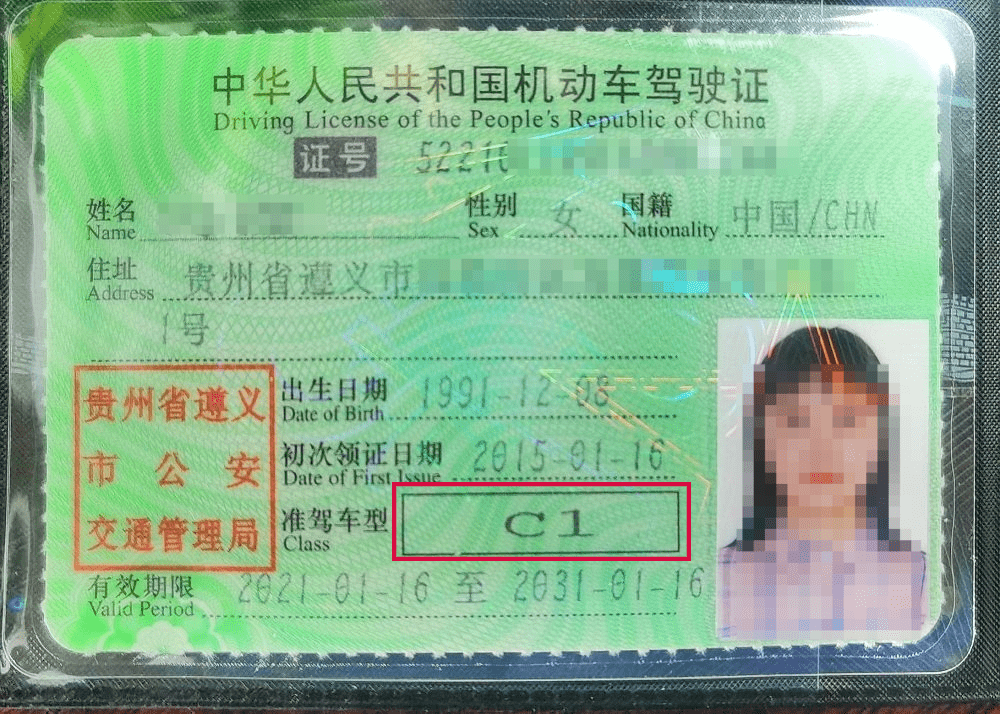 中华人民共和国机动车驾驶证
Driving License of the People's Republic of China
证号 52210
姓名
Name
性别 女
Sex
国籍 中国/CHN
Nationality
住址 贵州省遵义市
Address
1号
贵州省遵义
市公安
交通管理局
出生日期 1991-12-08
Date of Birth
初次领证日期 2015-01-16
Date of First Issue
准驾车型 C1
Class
有效期限 2021-01-16 至 2031-01-16
Valid Period